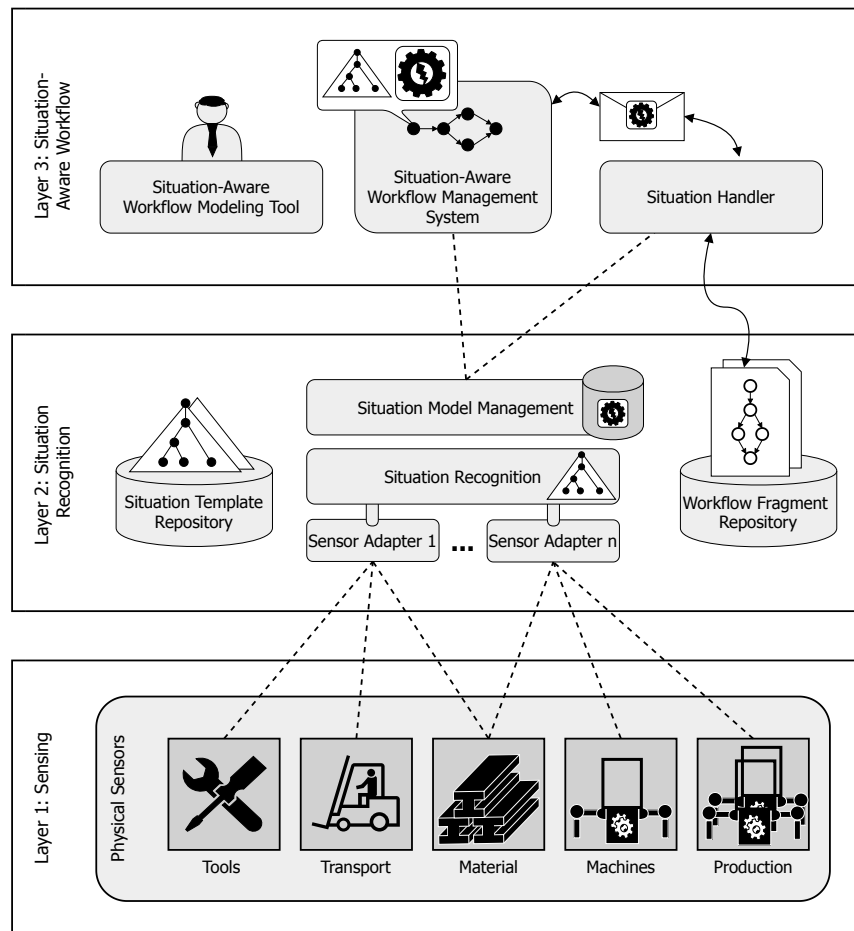 Layer 3: Situation-
Aware Workflow
Situation-Aware
Workflow Modeling Tool
Situation-Aware
Workflow Management
System
Situation Handler
Layer 2: Situation
Recognition
Situation Template
Repository
Situation Model Management
Situation Recognition
Sensor Adapter 1
...
Sensor Adapter n
Workflow Fragment
Repository
Layer 1: Sensing
Physical Sensors
Tools
Transport
Material
Machines
Production